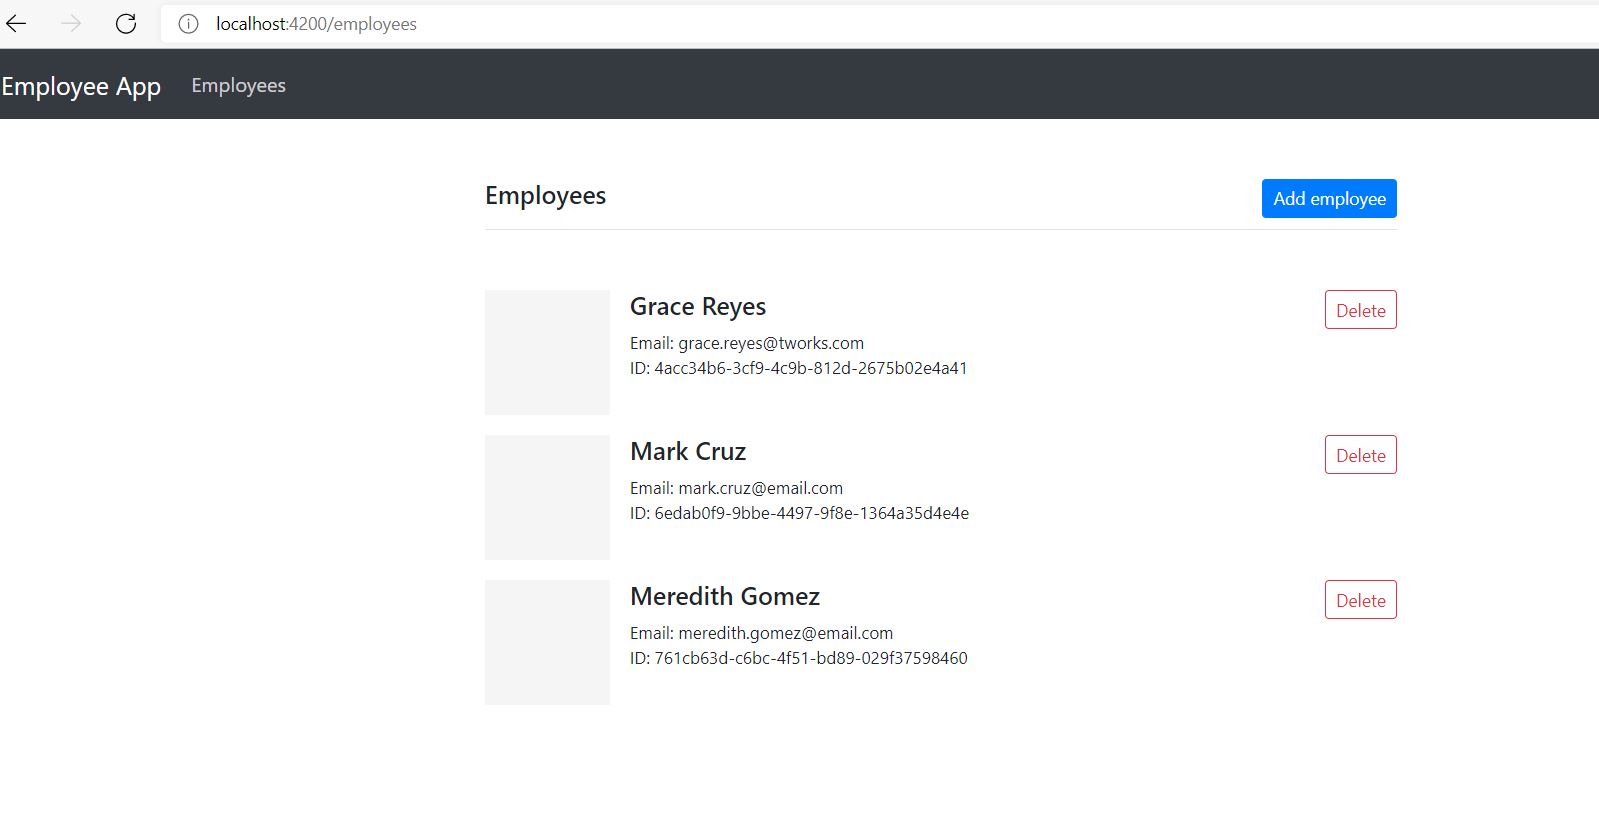 localhost:4200/employees
Employee App Employees
Employees Add employee
Grace Reyes Delete
Email: grace.reyes@tworks.com
ID: 4acc34b6-3cf9-4c9b-812d-2675b02e4a41
Mark Cruz Delete
Email: mark.cruz@email.com
ID: 6edab0f9-9bbe-4497-9f8e-1364a35d4e4e
Meredith Gomez Delete
Email: meredith.gomez@email.com
ID: 761cb63d-c6bc-4f51-bd89-029f37598460